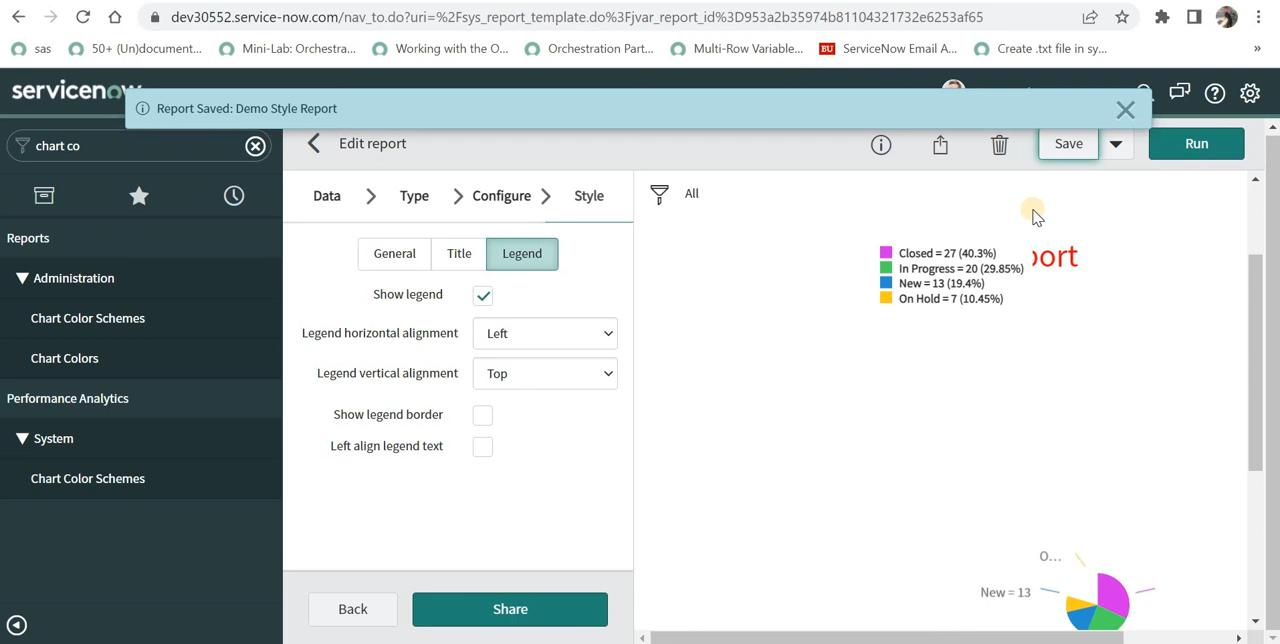 dev30552.service-now.com/nav_to.do?uri=%2Fsys_report_template.do%3Fjvar_report_id%3D953a2b35974b81104321732e6253af65
sas
50+ (Un)document...
Mini-Lab: Orchestra...
Working with the O...
Orchestration Part...
Multi-Row Variable...
BU
ServiceNow Email A...
Create .txt file in sy...
»
Report Saved: Demo Style Report
chart co
Edit report
Save
Run
Data
Type
Configure
Style
All
Reports
General
Title
Legend
Closed = 27 (40.3%)
In Progress = 20 (29.85%)
New = 13 (19.4%)
On Hold = 7 (10.45%)
port
Administration
Show legend
Chart Color Schemes
Legend horizontal alignment
Left
Chart Colors
Legend vertical alignment
Top
Performance Analytics
Show legend border
System
Left align legend text
Chart Color Schemes
O...
New = 13
Back
Share